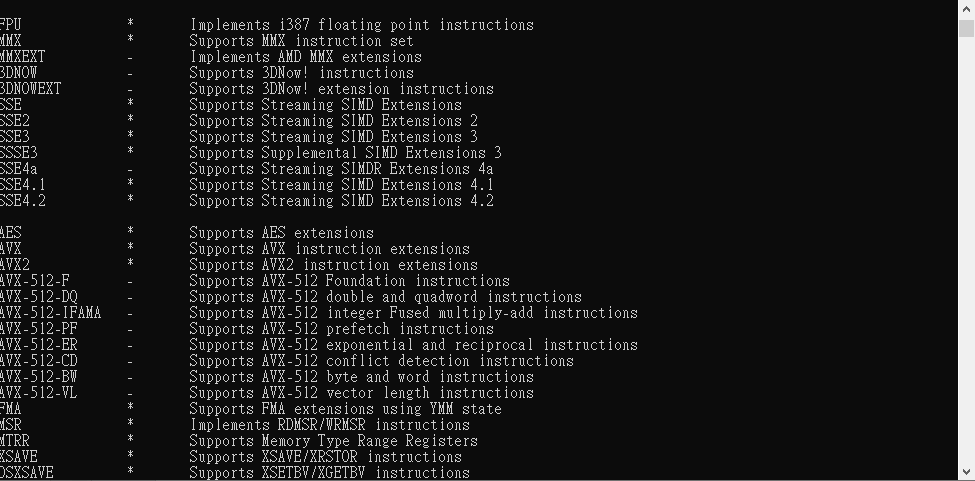 FPU * Implements i387 floating point instructions
MMX * Supports MMX instruction set
MMXEXT - Implements AMD MMX extensions
3DNOW - Supports 3DNow! instructions
3DNOWEXT - Supports 3DNow! extension instructions
SSE * Supports Streaming SIMD Extensions
SSE2 * Supports Streaming SIMD Extensions 2
SSE3 * Supports Streaming SIMD Extensions 3
SSSE3 * Supports Supplemental SIMD Extensions 3
SSE4a - Supports Streaming SIMDR Extensions 4a
SSE4.1 * Supports Streaming SIMD Extensions 4.1
SSE4.2 * Supports Streaming SIMD Extensions 4.2
AES * Supports AES extensions
AVX * Supports AVX instruction extensions
AVX2 * Supports AVX2 instruction extensions
AVX-512-F - Supports AVX-512 Foundation instructions
AVX-512-DQ - Supports AVX-512 double and quadword instructions
AVX-512-IFAMA - Supports AVX-512 integer Fused multiply-add instructions
AVX-512-PF - Supports AVX-512 prefetch instructions
AVX-512-ER - Supports AVX-512 exponential and reciprocal instructions
AVX-512-CD - Supports AVX-512 conflict detection instructions
AVX-512-BW - Supports AVX-512 byte and word instructions
AVX-512-VL - Supports AVX-512 vector length instructions
FMA * Supports FMA extensions using YMM state
MSR * Implements RDMSR/WRMSR instructions
MTRR * Supports Memory Type Range Registers
XSAVE * Supports XSAVE/XRSTOR instructions
OSXSAVE * Supports XSETBV/XGETBV instructions